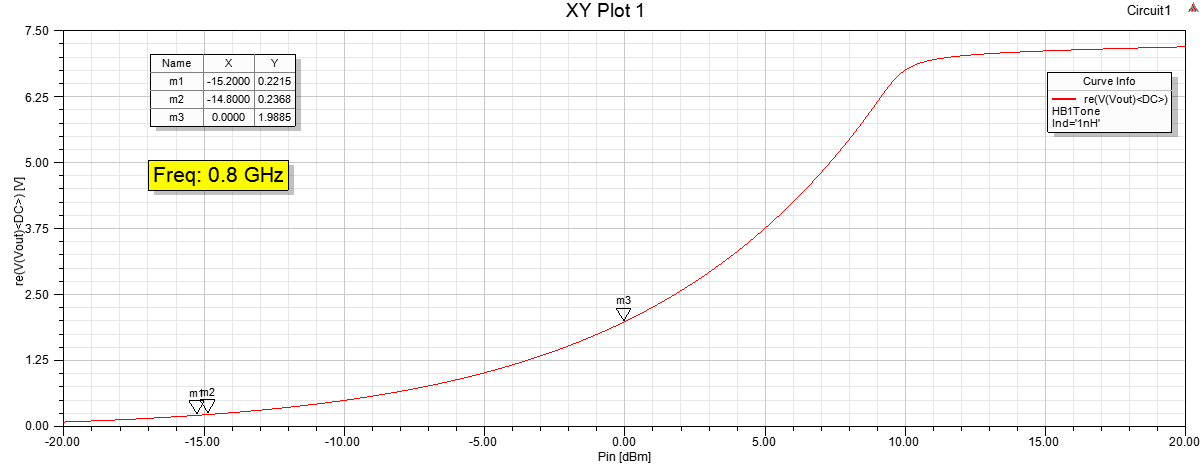 XY Plot 1
Circuit1
7.50
6.25
5.00
3.75
2.50
1.25
0.00
re(V(Vout)<DC>) [V]
Name X Y
m1 -15.2000 0.2215
m2 -14.8000 0.2368
m3 0.0000 1.9885
Freq: 0.8 GHz
Curve Info
re(V(Vout)<DC>)
HB1Tone
Ind='1nH'
m3
m1 m2
-20.00 -15.00 -10.00 -5.00 0.00 5.00 10.00 15.00 20.00
Pin [dBm]